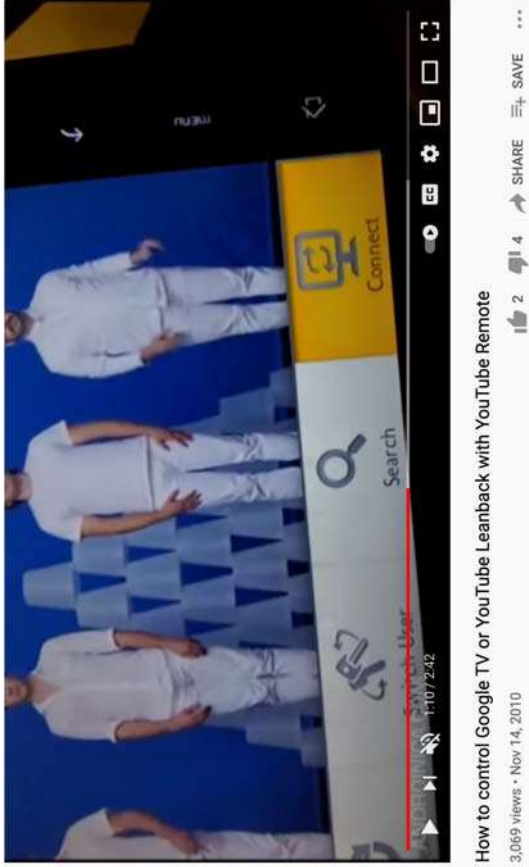 MENU
Connect
Search
Switch User
1:10 / 2:42
CC
How to control Google TV or YouTube Leanback with YouTube Remote
3,069 views • Nov 14, 2010
2
4
SHARE
SAVE